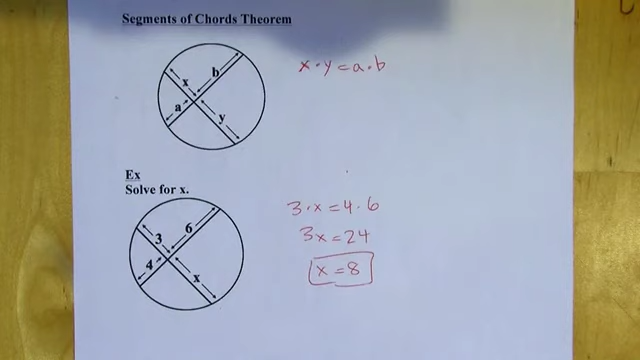 Segments of Chords Theorem
x
b
a
y
x·y=a·b
Ex
Solve for x.
3
6
4
x
3·x=4·6
3x=24
x=8